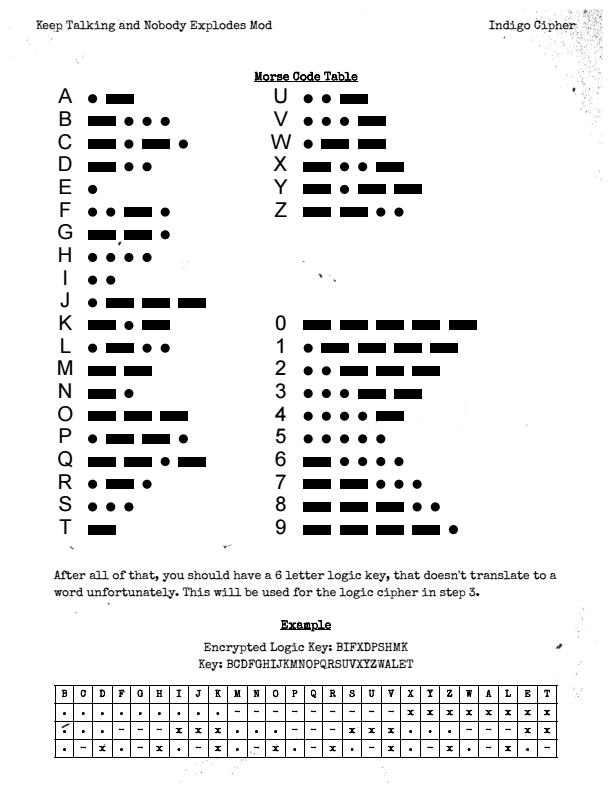 Keep Talking and Nobody Explodes Mod Indigo Cipher
Morse Code Table
A • ▬ U • • ▬
B ▬ • • • V • • • ▬
C ▬ • ▬ • W • ▬ ▬
D ▬ • • X ▬ • • ▬
E • Y ▬ • ▬ ▬
F • • ▬ • Z ▬ ▬ • •
G ▬ ▬ •
H • • • •
I • •
J • ▬ ▬ ▬
K ▬ • ▬ 0 ▬ ▬ ▬ ▬ ▬
L • ▬ • • 1 • ▬ ▬ ▬ ▬
M ▬ ▬ 2 • • ▬ ▬ ▬
N ▬ • 3 • • • ▬ ▬
O ▬ ▬ ▬ 4 • • • • ▬
P • ▬ ▬ • 5 • • • • •
Q ▬ ▬ • ▬ 6 ▬ • • • •
R • ▬ • 7 ▬ ▬ • • •
S • • • 8 ▬ ▬ ▬ • •
T ▬ 9 ▬ ▬ ▬ ▬ •
After all of that, you should have a 6 letter logic key, that doesn't translate to a
word unfortunately. This will be used for the logic cipher in step 3.
Example
Encrypted Logic Key: BIFXDPSHMK
Key: BCDFGHIJKMNOPQRSUVXYZWALET
B C D F G H I J K M N O P Q R S U V X Y Z W A L E T
. . . . . . . . . - - - - - - - - - x x x x x x x x
. . . - - - x x x . . . - - - x x x . . . - - - x x
. - x . - x . - x . - x . - x . - x . - x . - x . -